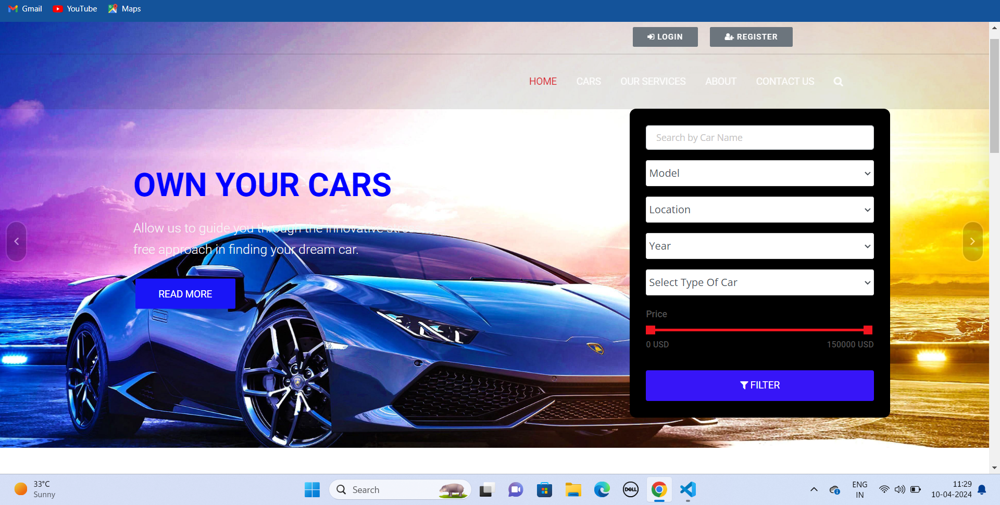 Gmail YouTube Maps
LOGIN REGISTER
HOME CARS OUR SERVICES ABOUT CONTACT US
OWN YOUR CARS
Allow us to guide you through the innovative stress
free approach in finding your dream car.
READ MORE
Search by Car Name
Model
Location
Year
Select Type Of Car
Price
0 USD 150000 USD
FILTER
33°C
Sunny
Search
DELL
ENG
IN
11:29
10-04-2024